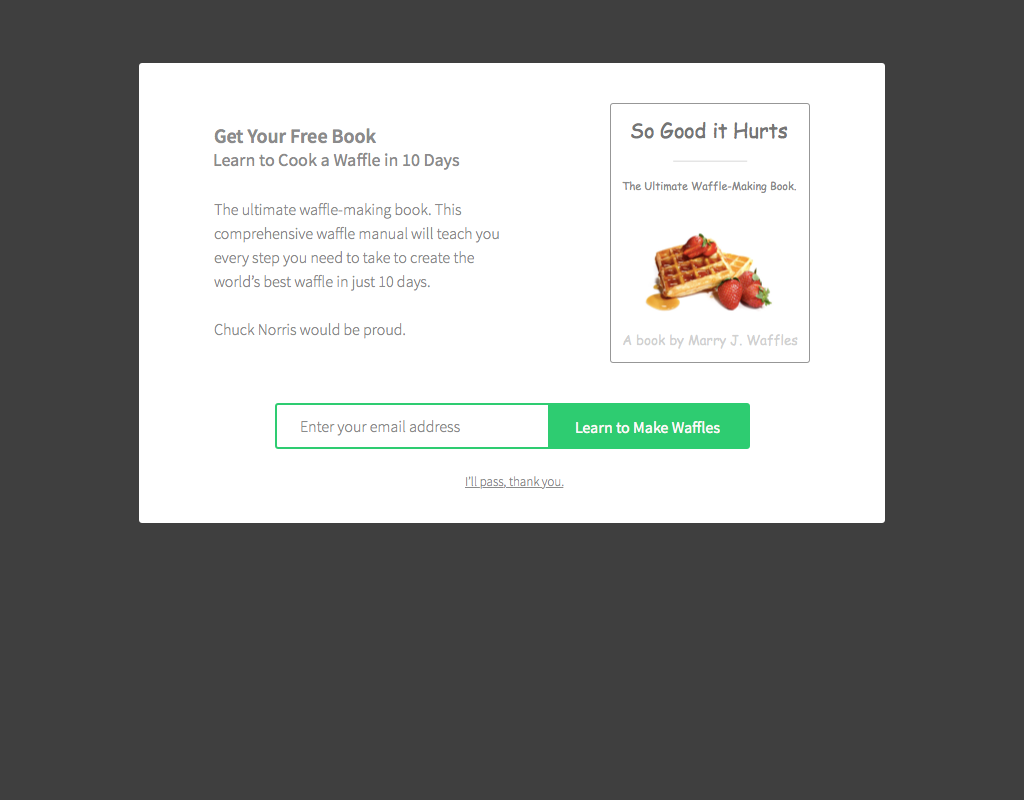 Get Your Free Book
Learn to Cook a Waffle in 10 Days
The ultimate waffle-making book. This
comprehensive waffle manual will teach you
every step you need to take to create the
world’s best waffle in just 10 days.
Chuck Norris would be proud.
So Good it Hurts
The Ultimate Waffle-Making Book.
A book by Marry J. Waffles
Enter your email address
Learn to Make Waffles
I’ll pass, thank you.